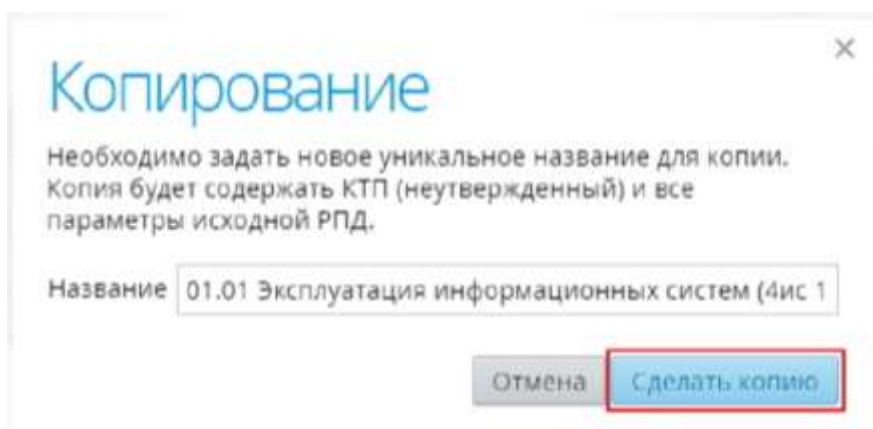 Копирование
Необходимо задать новое уникальное название для копии.
Копия будет содержать КТП (неутвержденный) и все
параметры исходной РПД.
Название 01.01 Эксплуатация информационных систем (4ис 1
Отмена Сделать копию